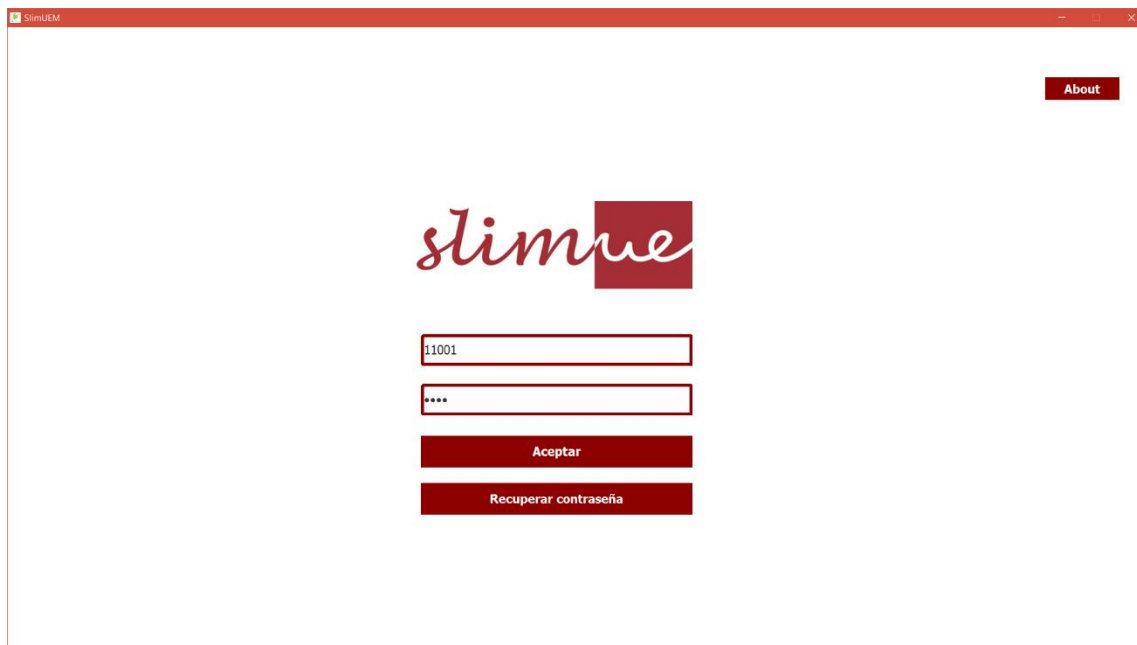 SlimUEM
About
slimue
11001
••••
Aceptar
Recuperar contraseña